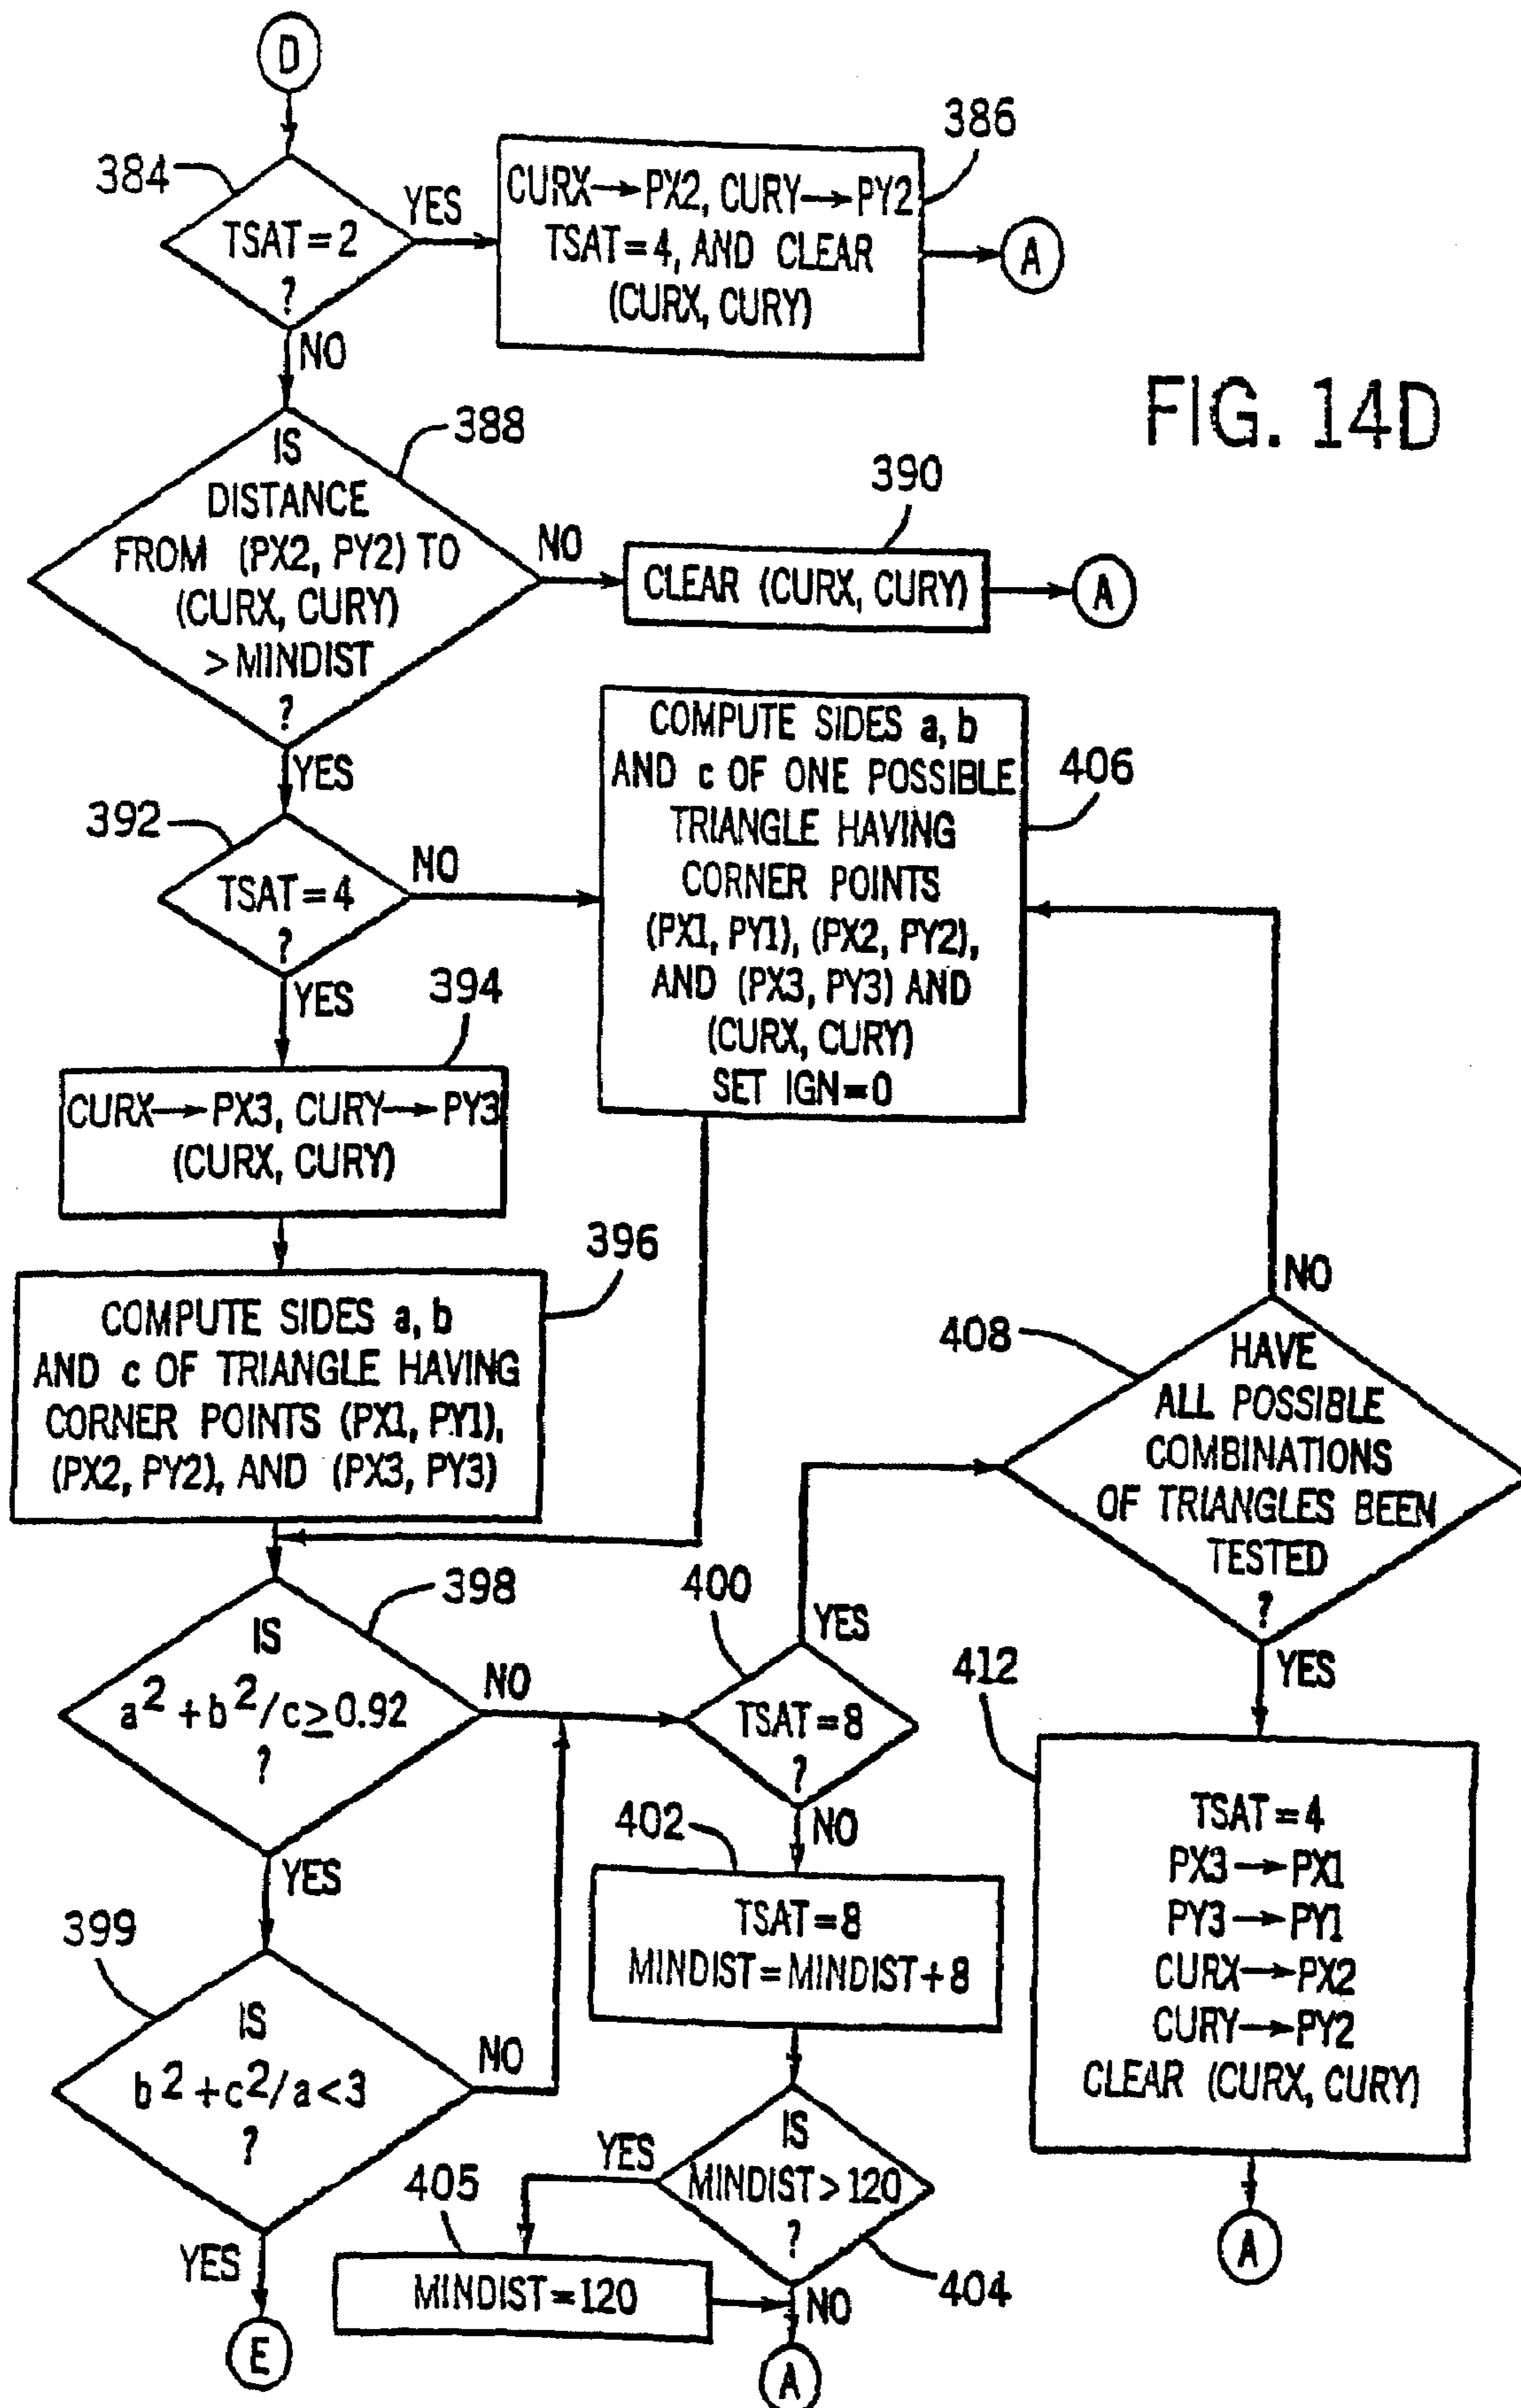 D
384
TSAT=2
?
YES
NO
386
CURX→PX2, CURY→PY2
TSAT=4, AND CLEAR
(CURX, CURY)
A
FIG. 14D
388
IS
DISTANCE
FROM (PX2, PY2) TO
(CURX, CURY)
>MINDIST
?
NO
YES
390
CLEAR (CURX, CURY)
A
392
TSAT=4
?
NO
YES
406
COMPUTE SIDES a, b
AND c OF ONE POSSIBLE
TRIANGLE HAVING
CORNER POINTS
(PX1, PY1), (PX2, PY2),
AND (PX3, PY3) AND
(CURX, CURY)
SET IGN=0
394
CURX→PX3, CURY→PY3
(CURX, CURY)
396
COMPUTE SIDES a, b
AND c OF TRIANGLE HAVING
CORNER POINTS (PX1, PY1),
(PX2, PY2), AND (PX3, PY3)
398
IS
a²+b²/c≥0.92
?
NO
YES
399
IS
b²+c²/a<3
?
NO
YES
E
400
TSAT=8
?
YES
NO
402
TSAT=8
MINDIST=MINDIST+8
404
IS
MINDIST>120
?
YES
NO
405
MINDIST=120
A
408
HAVE
ALL POSSIBLE
COMBINATIONS
OF TRIANGLES BEEN
TESTED
?
NO
YES
412
TSAT=4
PX3→PX1
PY3→PY1
CURX→PX2
CURY→PY2
CLEAR (CURX, CURY)
A